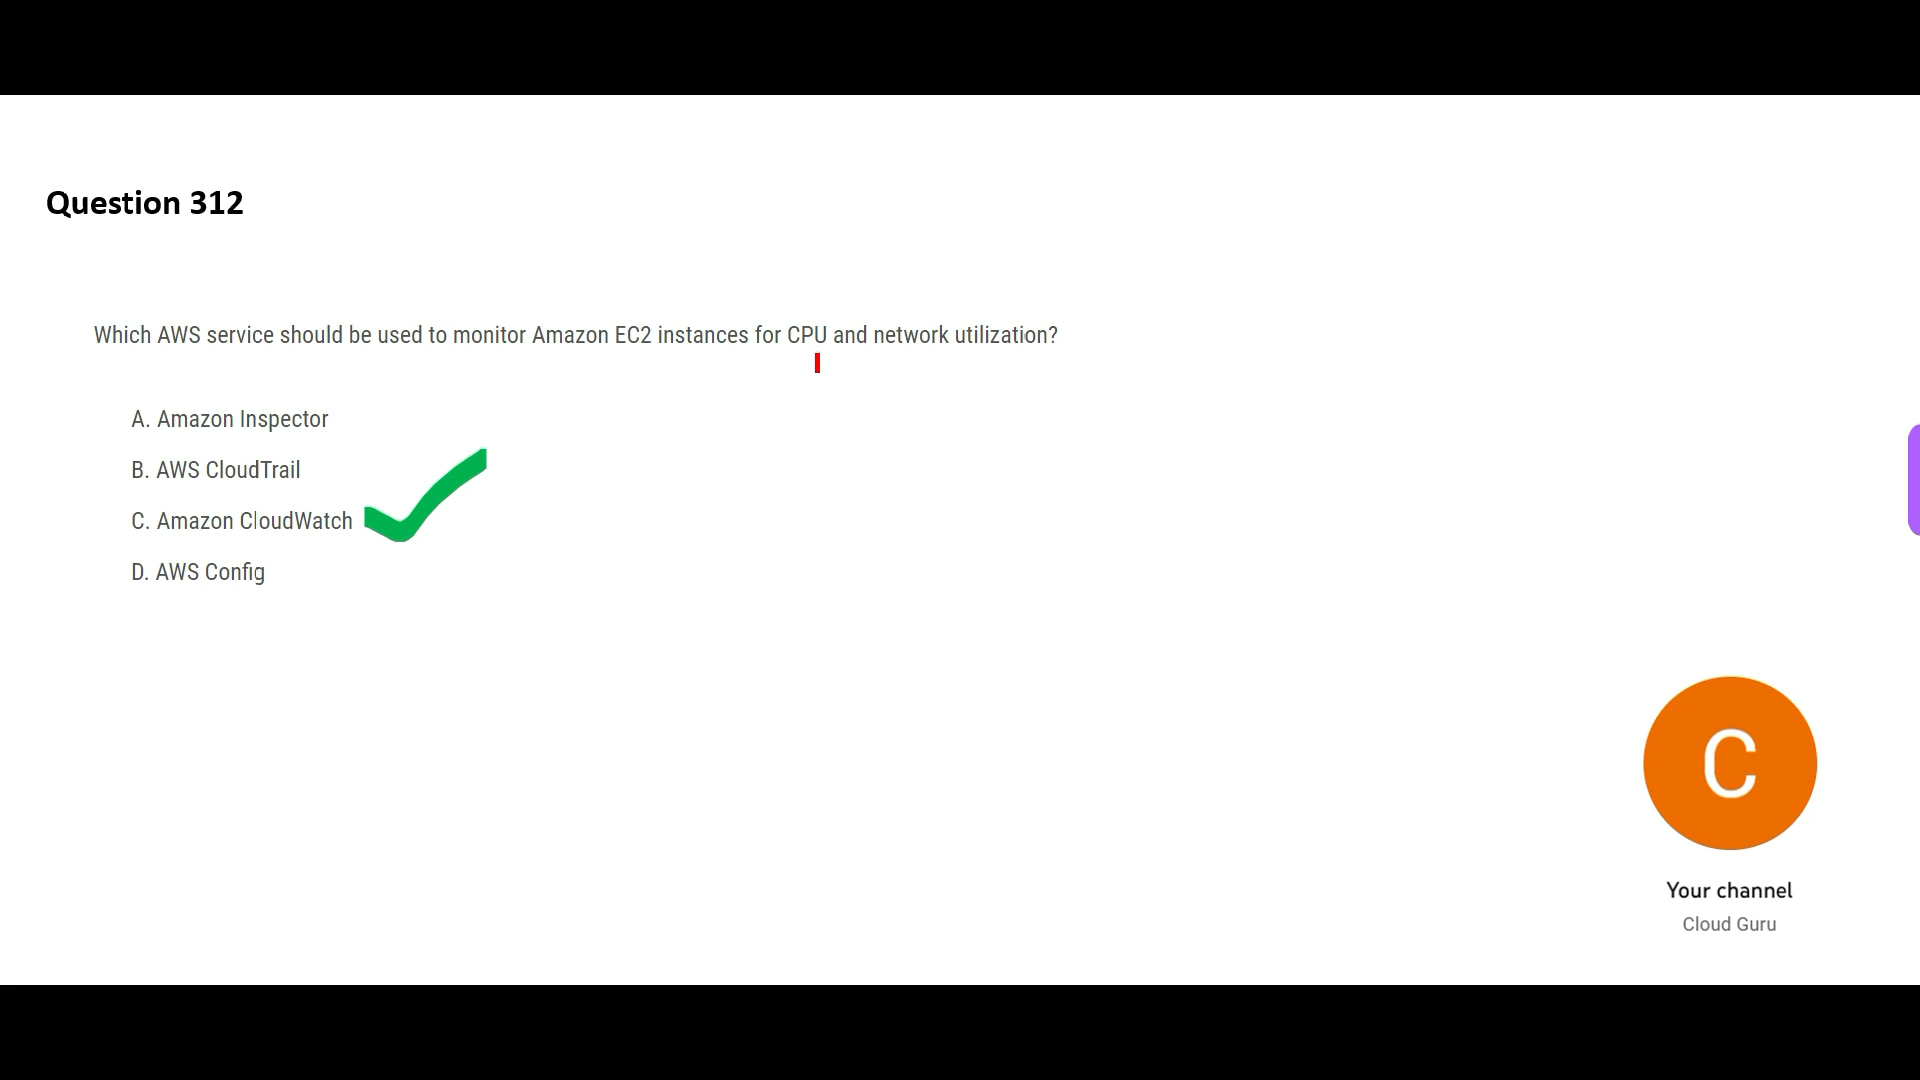 Question 312
Which AWS service should be used to monitor Amazon EC2 instances for CPU and network utilization?
A. Amazon Inspector
B. AWS CloudTrail
C. Amazon CloudWatch
D. AWS Config
C
Your channel
Cloud Guru